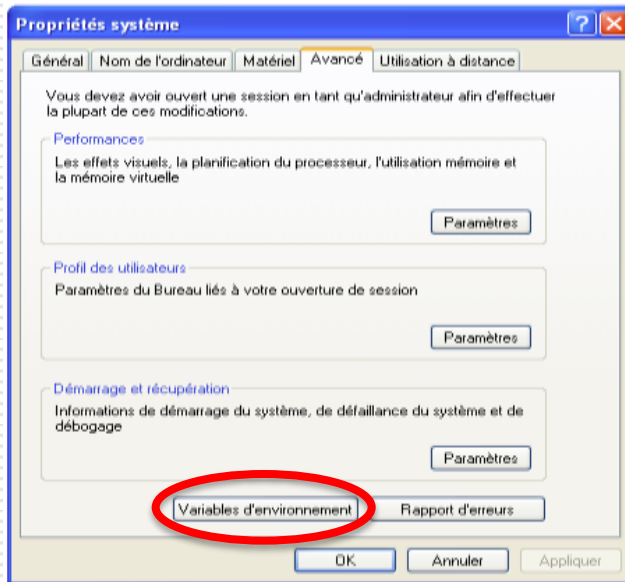 Propriétés système
Général Nom de l'ordinateur Matériel Avancé Utilisation à distance
Vous devez avoir ouvert une session en tant qu'administrateur afin d'effectuer
la plupart de ces modifications.
Performances
Les effets visuels, la planification du processeur, l'utilisation mémoire et
la mémoire virtuelle
Paramètres
Profil des utilisateurs
Paramètres du Bureau liés à votre ouverture de session
Paramètres
Démarrage et récupération
Informations de démarrage du système, de défaillance du système et de
débogage
Paramètres
Variables d'environnement Rapport d'erreurs
OK Annuler Appliquer